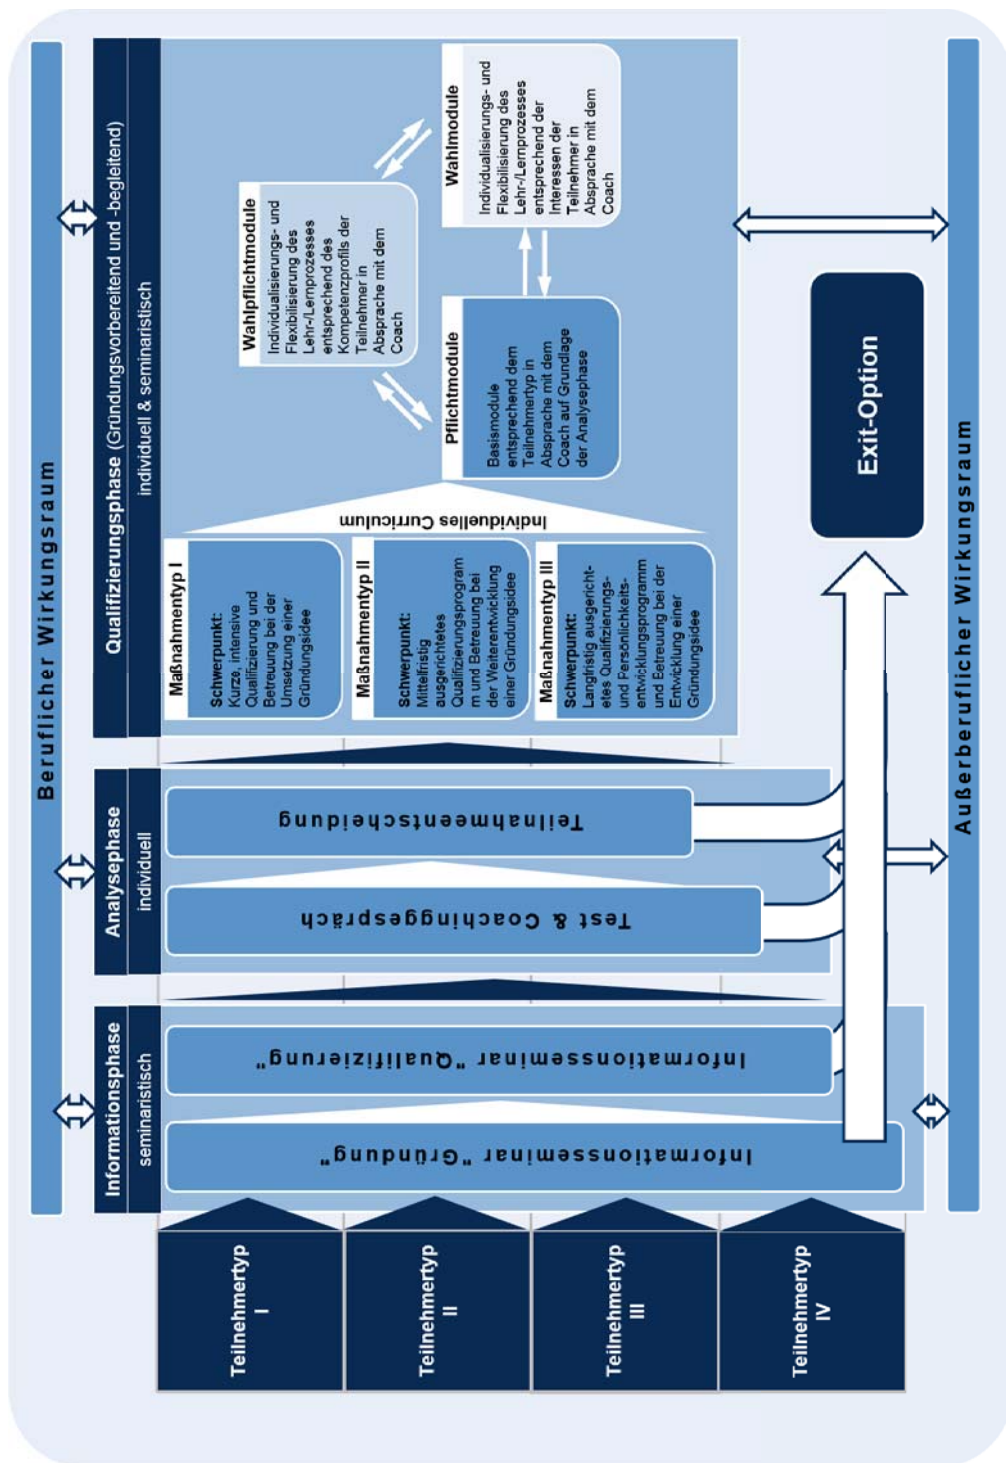 Beruflicher Wirkungsraum
Informationsphase
seminaristisch
Analysephase
individuell
Qualifizierungsphase (Gründungsvorbereitend und -begleitend)
individuell & seminaristisch
Teilnehmertyp
I
Teilnehmertyp
II
Teilnehmertyp
III
Teilnehmertyp
IV
Informationsseminar "Gründung"
Informationsseminar "Qualifizierung"
Test & Coachinggespräch
Teilnahmeentscheidung
Maßnahmentyp I
Schwerpunkt:
Kurze, intensive
Qualifizierung und
Betreuung bei der
Umsetzung einer
Gründungsidee
Maßnahmentyp II
Schwerpunkt:
Mittelfristig
ausgerichtetes
Qualifizierungsprogram
m und Betreuung bei
der Weiterentwicklung
einer Gründungsidee
Maßnahmentyp III
Schwerpunkt:
Langfristig ausgericht-
etes Qualifizierungs-
und Persönlichkeits-
entwicklungsprogramm
und Betreuung bei der
Entwicklung einer
Gründungsidee
Individuelles Curriculum
Wahlpflichtmodule
Individualisierungs- und
Flexibilisierung des
Lehr-/Lernprozesses
entsprechend des
Kompetenzprofils der
Teilnehmer in
Absprache mit dem
Coach
Pflichtmodule
Basismodule
entsprechend dem
Teilnehmertyp in
Absprache mit dem
Coach auf Grundlage
der Analysephase
Wahlmodule
Individualisierungs- und
Flexibilisierung des
Lehr-/Lernprozesses
entsprechend der
Interessen der
Teilnehmer in
Absprache mit dem
Coach
Exit-Option
Außerberuflicher Wirkungsraum